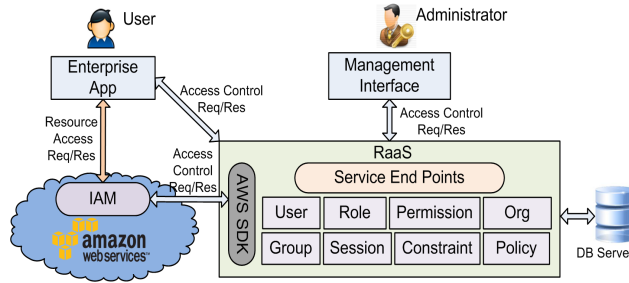 User
Administrator
Enterprise
App
Management
Interface
Access Control
Req/Res
Resource
Access
Req/Res
Access Control
Req/Res
Access
Control
Req/Res
RaaS
Service End Points
AWS SDK
IAM
User
Role
Permission
Org
Group
Session
Constraint
Policy
amazon
webservices™
DB Serve